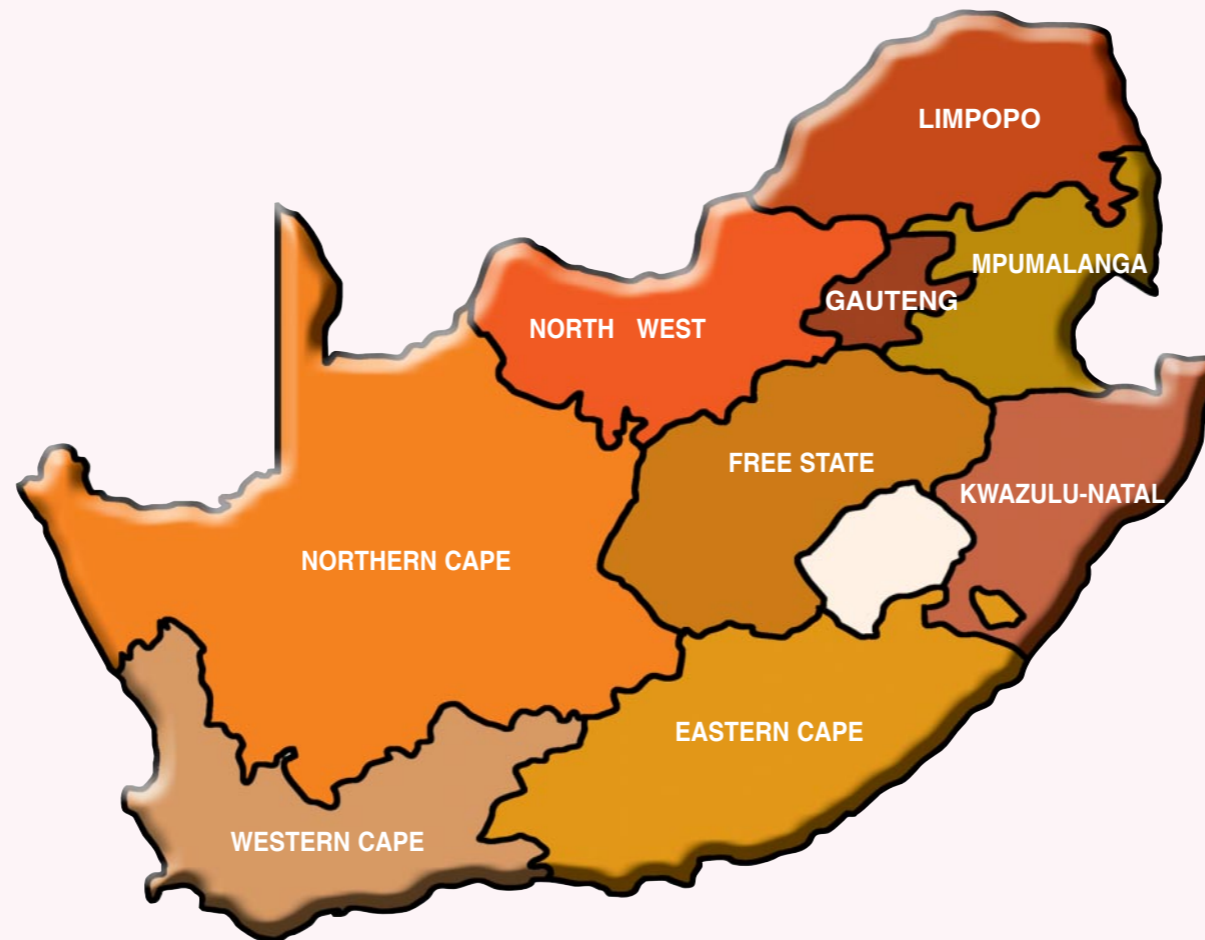 LIMPOPO
MPUMALANGA
GAUTENG
NORTH WEST
FREE STATE
KWAZULU-NATAL
NORTHERN CAPE
EASTERN CAPE
WESTERN CAPE